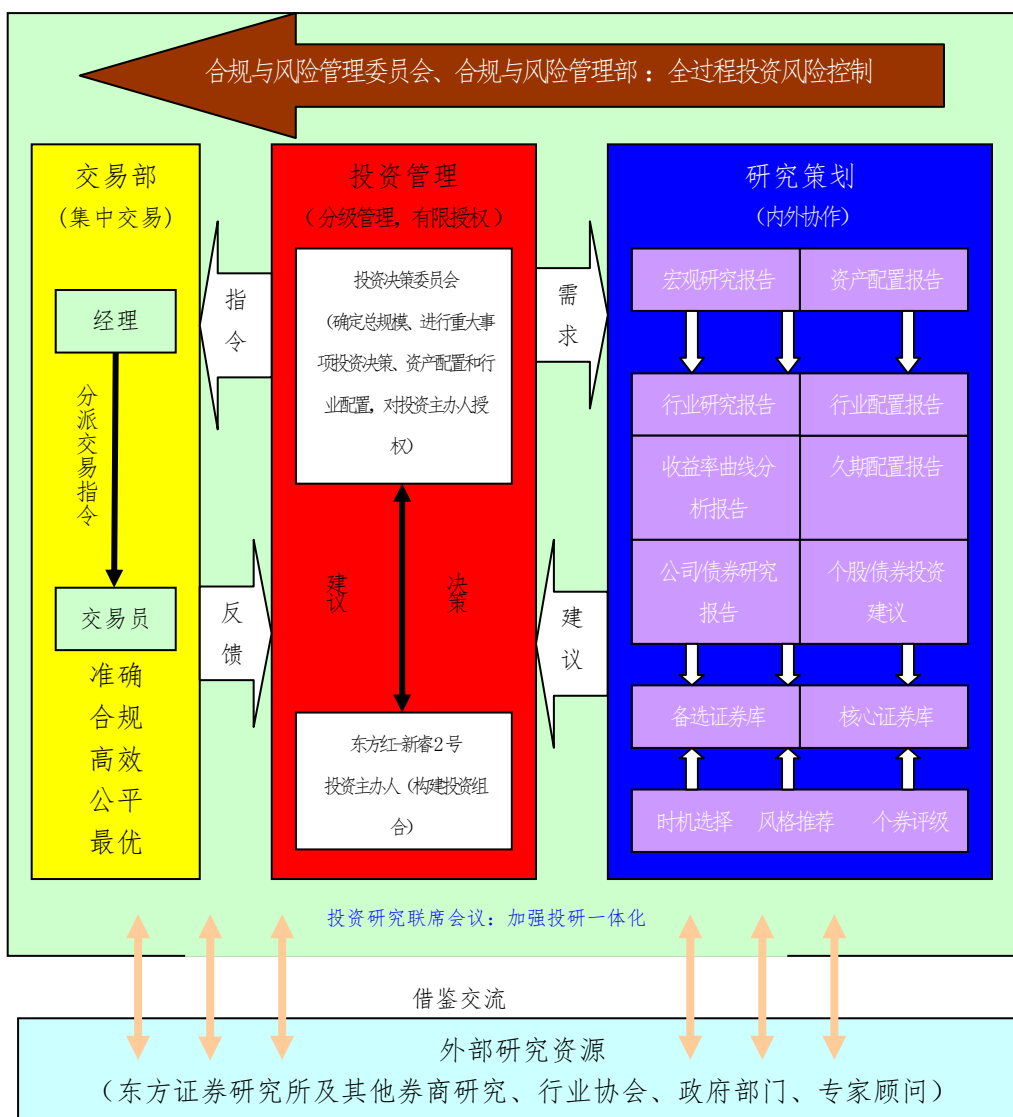 合规与风险管理委员会、合规与风险管理部：全过程投资风险控制
交易部
(集中交易)
经理
分派交易指令
交易员
准确
合规
高效
公平
最优
指令
反馈
投资管理
（分级管理，有限授权）
投资决策委员会
（确定总规模、进行重大事
项投资决策、资产配置和行
业配置，对投资主办人授
权）
建议
决策
东方红-新睿2号
投资主办人（构建投资组
合）
需求
建议
研究策划
（内外协作）
宏观研究报告
资产配置报告
行业研究报告
行业配置报告
收益率曲线分
析报告
久期配置报告
公司/债券研究
报告
个股/债券投资
建议
备选证券库
核心证券库
时机选择 风格推荐 个券评级
投资研究联席会议：加强投研一体化
借鉴交流
外部研究资源
（东方证券研究所及其他券商研究、行业协会、政府部门、专家顾问）